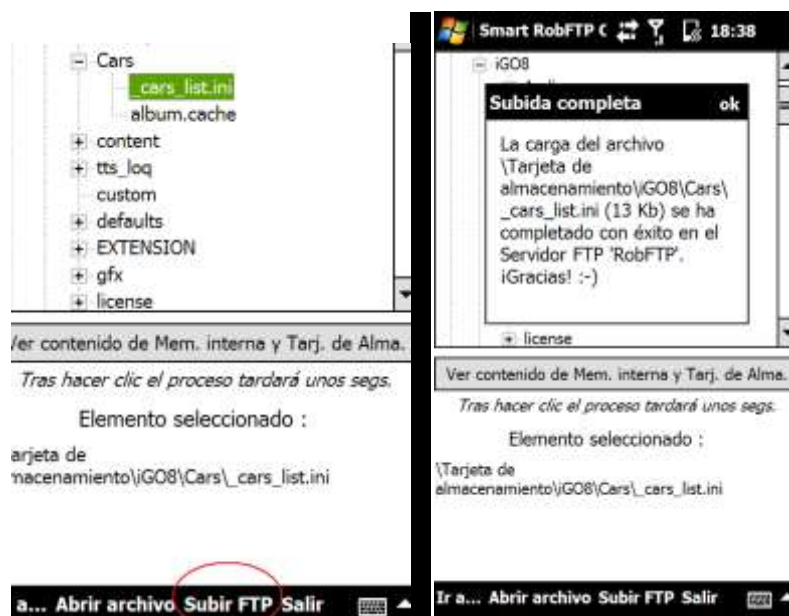 Cars
_cars_list.ini
album.cache
content
tts_loq
custom
defaults
EXTENSION
gfx
license
/er contenido de Mem. interna y Tarj. de Alma.
Tras hacer clic el proceso tardará unos segs.
Elemento seleccionado :
arjeta de
macenamiento\iGO8\Cars\_cars_list.ini
a... Abrir archivo Subir FTP Salir
Smart RobFTP C 18:38
iGO8
Subida completa ok
La carga del archivo
\Tarjeta de
almacenamiento\iGO8\Cars\
_cars_list.ini (13 Kb) se ha
completado con éxito en el
Servidor FTP 'RobFTP'.
¡Gracias! :-)
license
Ver contenido de Mem. interna y Tarj. de Alma.
Tras hacer clic el proceso tardará unos segs.
Elemento seleccionado :
\Tarjeta de
almacenamiento\iGO8\Cars\_cars_list.ini
Ir a... Abrir archivo Subir FTP Salir